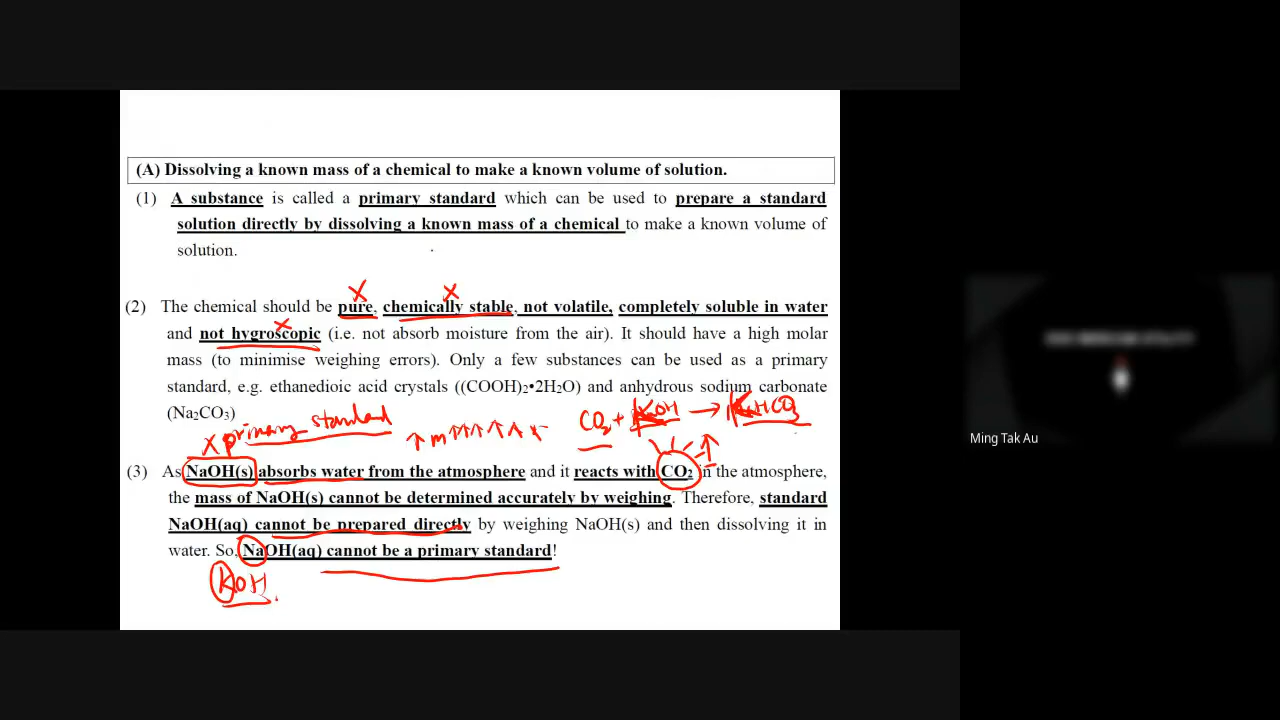 (A) Dissolving a known mass of a chemical to make a known volume of solution.
(1) A substance is called a primary standard which can be used to prepare a standard
solution directly by dissolving a known mass of a chemical to make a known volume of
solution.
(2) The chemical should be pure, chemically stable, not volatile, completely soluble in water
and not hygroscopic (i.e. not absorb moisture from the air). It should have a high molar
mass (to minimise weighing errors). Only a few substances can be used as a primary
standard, e.g. ethanedioic acid crystals ((COOH)₂•2H₂O) and anhydrous sodium carbonate
(Na₂CO₃)
X primary standard
↑ m ↑↑↑ ↑ ↑
CO₂ + KOH → KHCO₃
(3) As NaOH(s) absorbs water from the atmosphere and it reacts with CO₂ in the atmosphere,
the mass of NaOH(s) cannot be determined accurately by weighing. Therefore, standard
NaOH(aq) cannot be prepared directly by weighing NaOH(s) and then dissolving it in
water. So, NaOH(aq) cannot be a primary standard!
KOH
Ming Tak Au